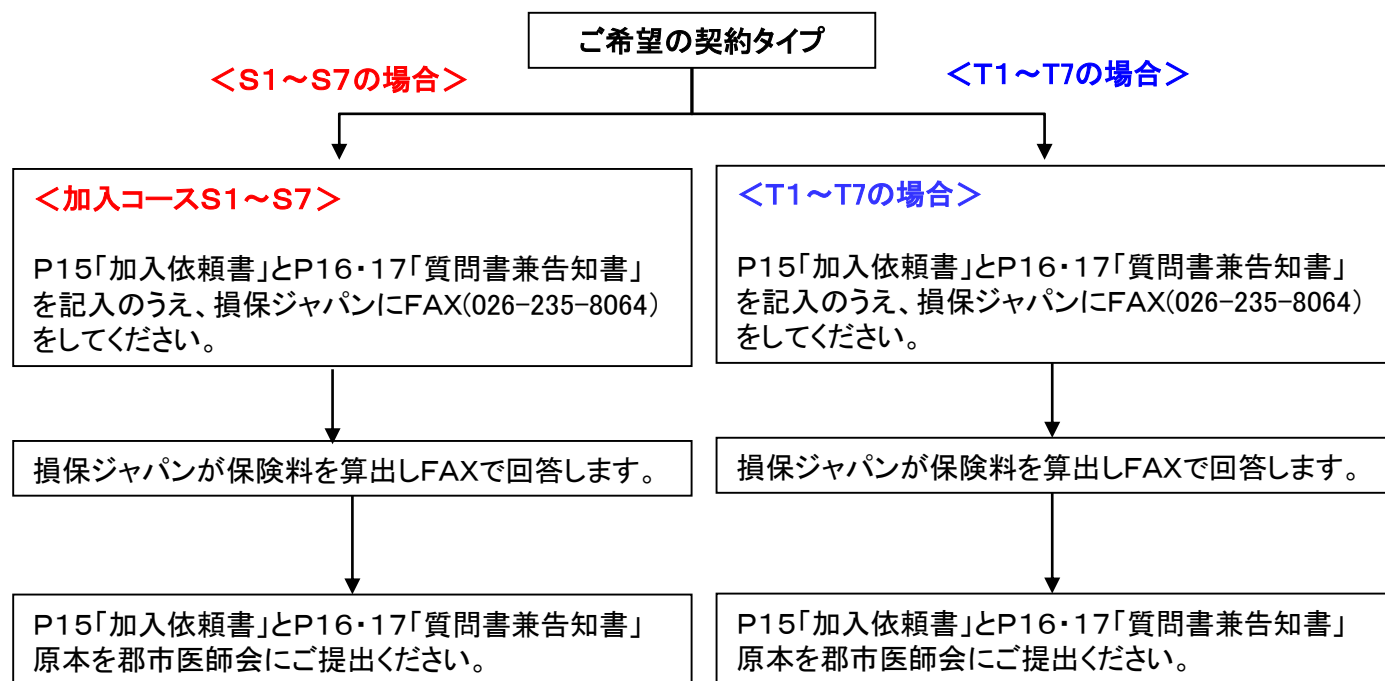 ご希望の契約タイプ
＜S1～S7の場合＞
＜T1～T7の場合＞
＜加入コースS1～S7＞
P15「加入依頼書」とP16・17「質問書兼告知書」
を記入のうえ、損保ジャパンにFAX(026-235-8064)
をしてください。
＜T1～T7の場合＞
P15「加入依頼書」とP16・17「質問書兼告知書」
を記入のうえ、損保ジャパンにFAX(026-235-8064)
をしてください。
損保ジャパンが保険料を算出しFAXで回答します。
損保ジャパンが保険料を算出しFAXで回答します。
P15「加入依頼書」とP16・17「質問書兼告知書」
原本を郡市医師会にご提出ください。
P15「加入依頼書」とP16・17「質問書兼告知書」
原本を郡市医師会にご提出ください。